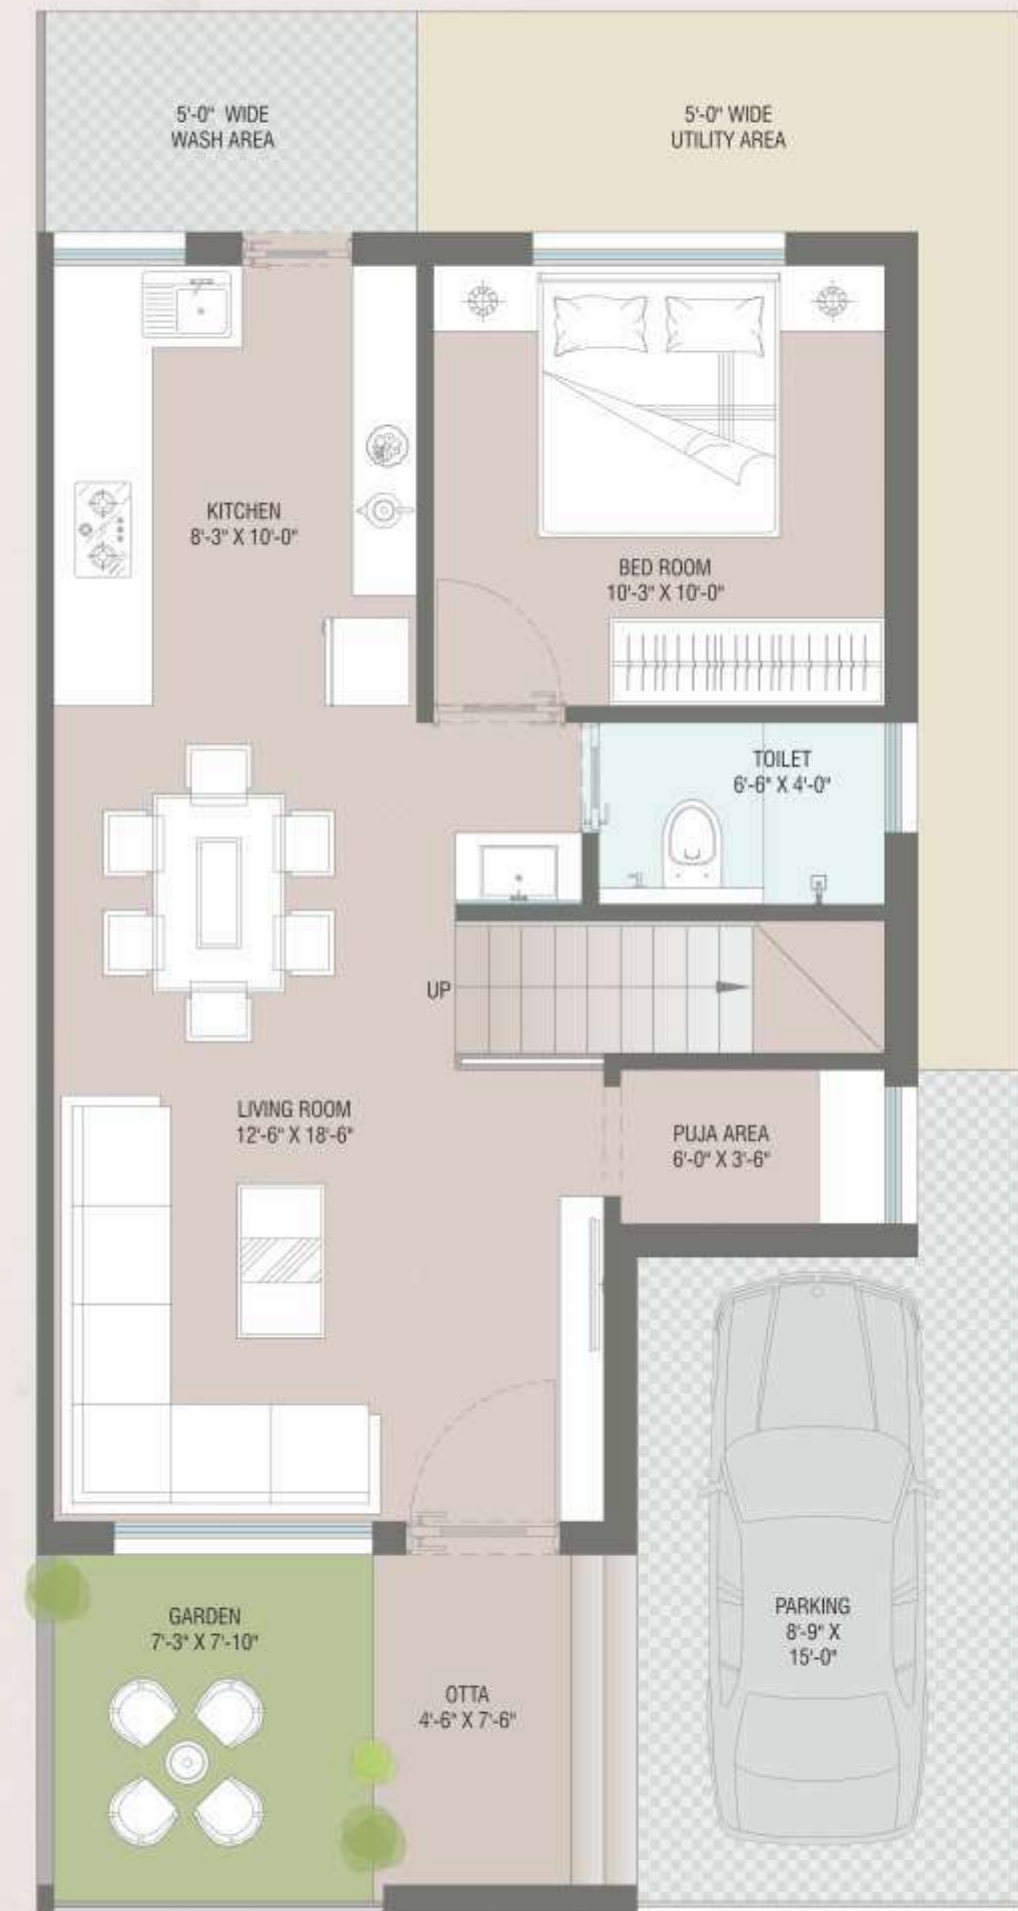 5'-0" WIDE
WASH AREA
5'-0" WIDE
UTILITY AREA
KITCHEN
8'-3" X 10'-0"
BED ROOM
10'-3" X 10'-0"
TOILET
6'-6" X 4'-0"
UP
LIVING ROOM
12'-6" X 18'-6"
PUJA AREA
6'-0" X 3'-6"
GARDEN
7'-3" X 7'-10"
OTTA
4'-6" X 7'-6"
PARKING
8'-9" X
15'-0"